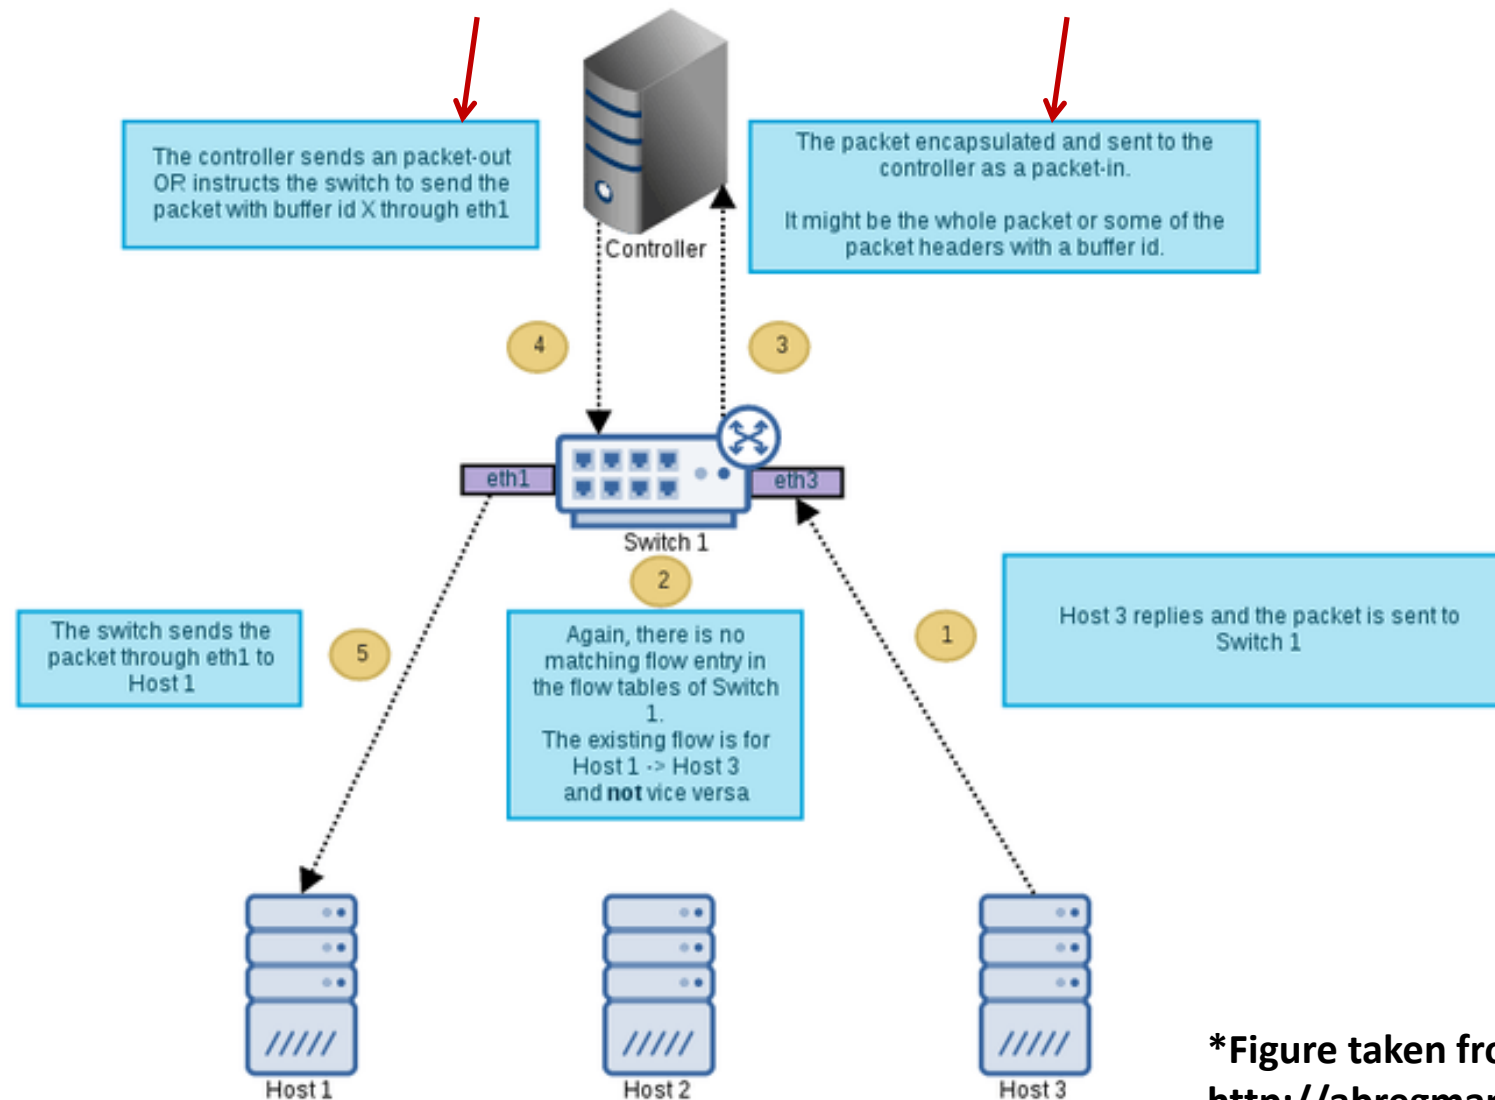 The controller sends an packet-out
OR instructs the switch to send the
packet with buffer id X through eth1
The packet encapsulated and sent to the
controller as a packet-in.
It might be the whole packet or some of the
packet headers with a buffer id.
Controller
4
3
eth1
eth3
Switch 1
2
Again, there is no
matching flow entry in
the flow tables of Switch
1.
The existing flow is for
Host 1 -> Host 3
and not vice versa
1
Host 3 replies and the packet is sent to
Switch 1
The switch sends the
packet through eth1 to
Host 1
5
Host 1
Host 2
Host 3
*Figure taken